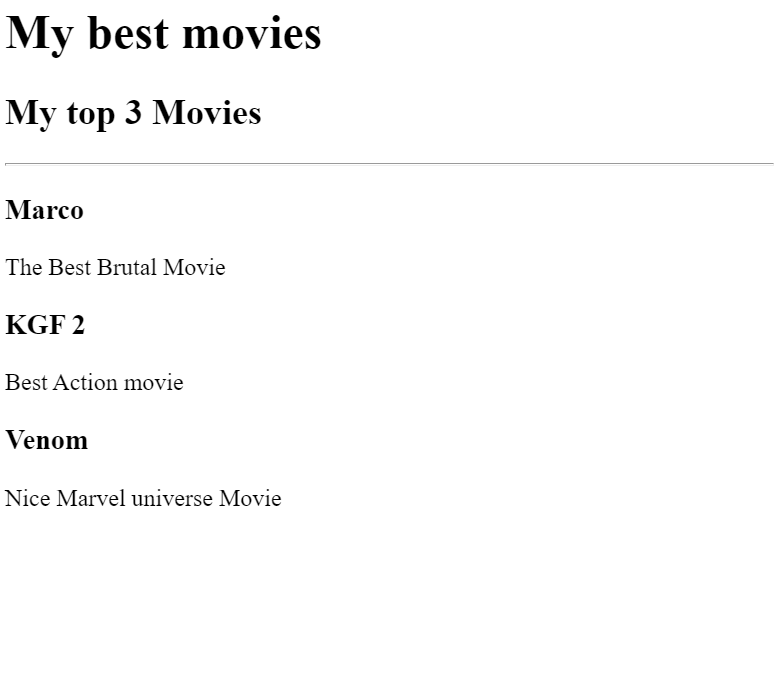 My best movies
My top 3 Movies
Marco
The Best Brutal Movie
KGF 2
Best Action movie
Venom
Nice Marvel universe Movie